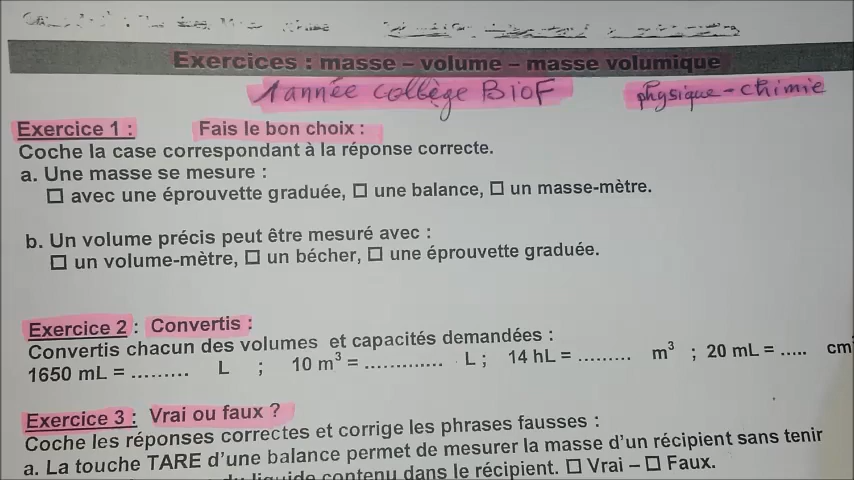 Exercices : masse – volume – masse volumique
1 année collège BioF physique - chimie
Exercice 1 : Fais le bon choix :
Coche la case correspondant à la réponse correcte.
a. Une masse se mesure :
☐ avec une éprouvette graduée, ☐ une balance, ☐ un masse-mètre.
b. Un volume précis peut être mesuré avec :
☐ un volume-mètre, ☐ un bécher, ☐ une éprouvette graduée.
Exercice 2 : Convertis :
Convertis chacun des volumes et capacités demandées :
1650 mL = ......... L ; 10 m³ = ............. L ; 14 hL = ......... m³ ; 20 mL = ..... cm
Exercice 3 : Vrai ou faux ?
Coche les réponses correctes et corrige les phrases fausses :
a. La touche TARE d'une balance permet de mesurer la masse d'un récipient sans tenir
du liquide contenu dans le récipient. ☐ Vrai – ☐ Faux.